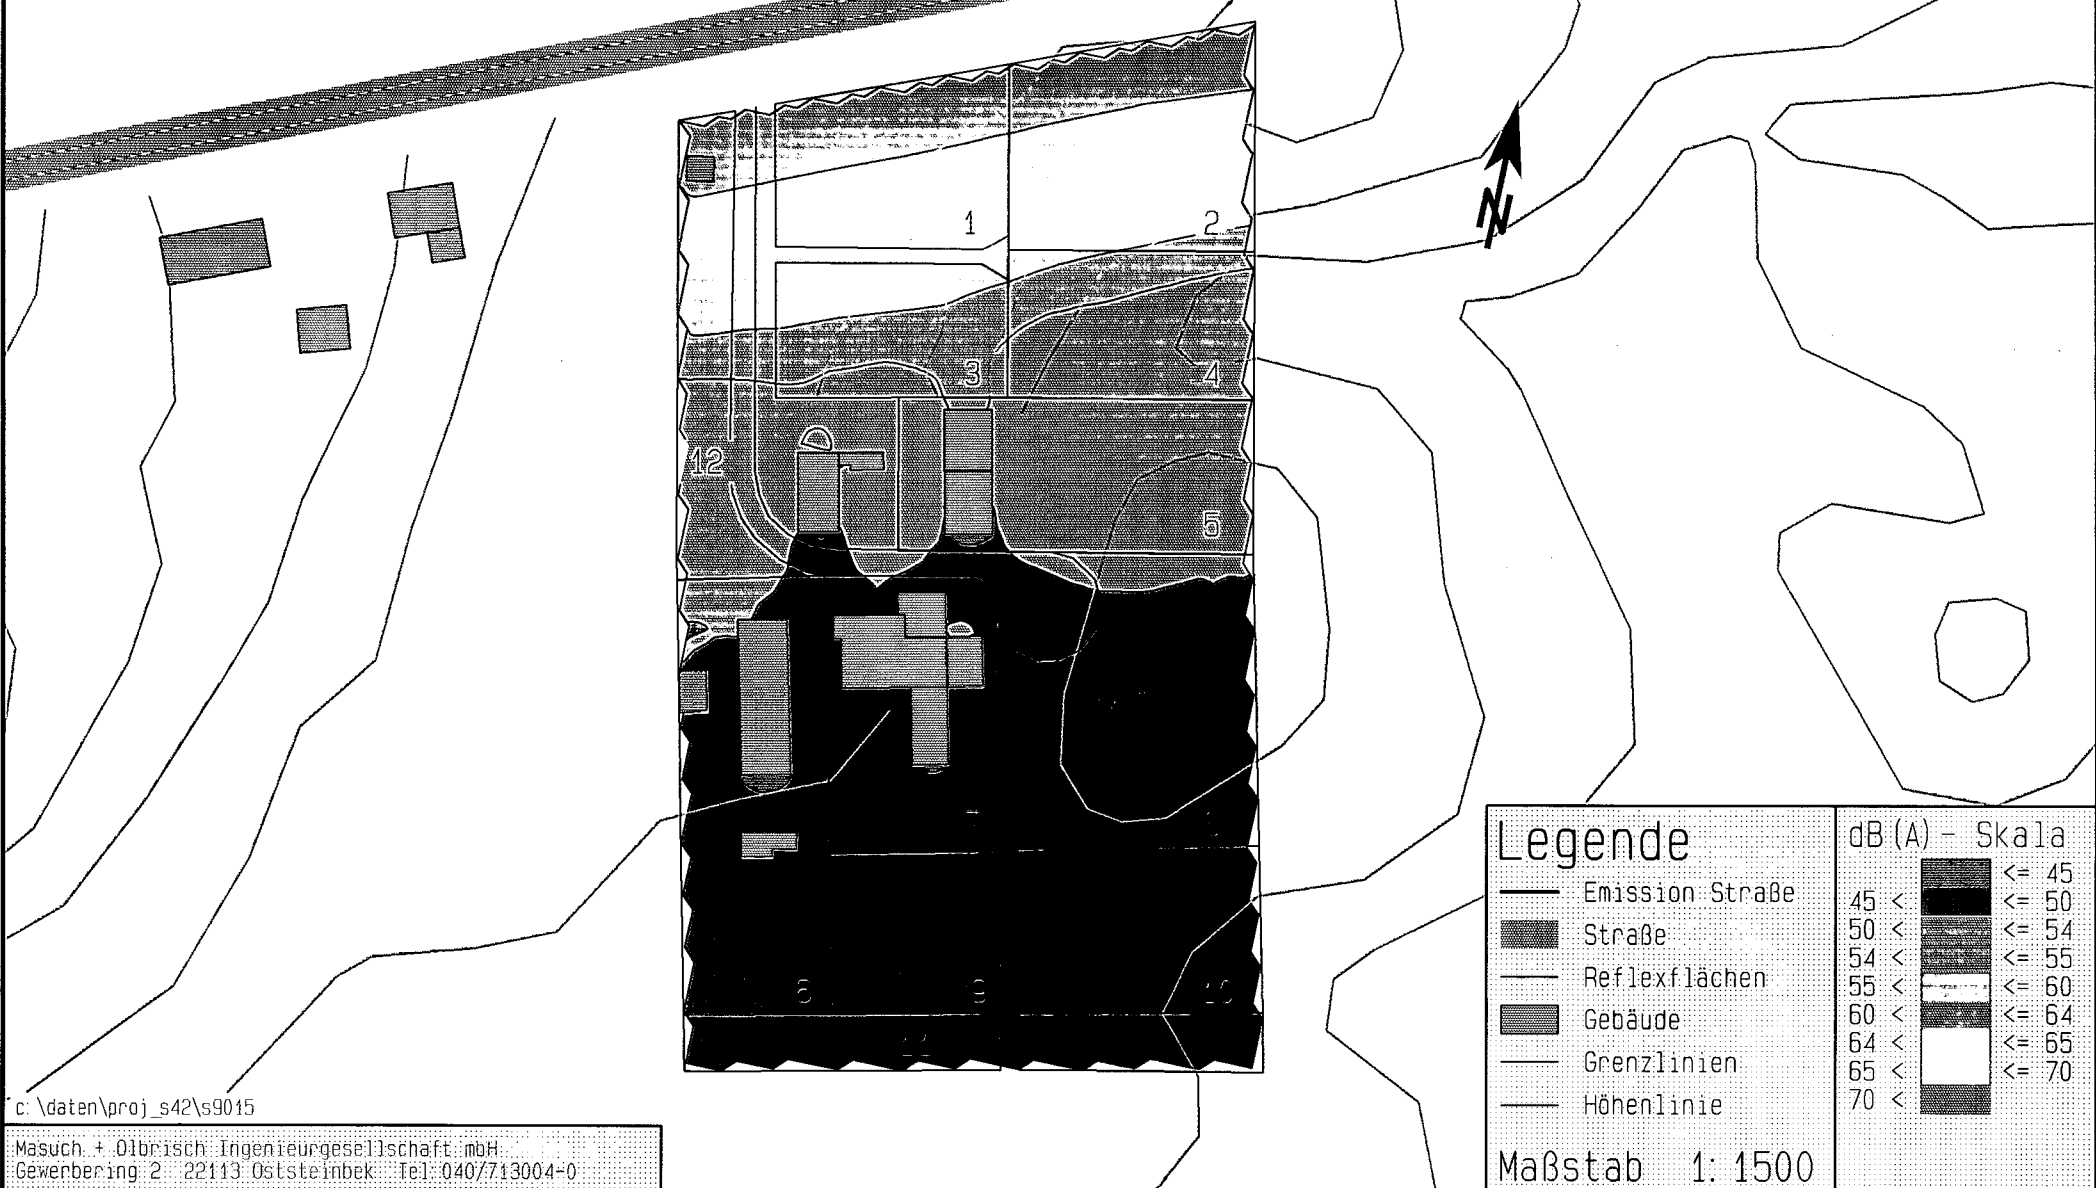 1
2
3
4
12
5
6
9
10
11
N
c:\daten\proj_s42\s9015
Masuch + Olbrisch Ingenieurgesellschaft mbH
Gewerbering 2 22113 Oststeinbek Tel. 040/713004-0
Legende
Emission Straße
Straße
Reflexflächen
Gebäude
Grenzlinien
Höhenlinie
Maßstab 1: 1500
dB(A) - Skala
<= 45
45 < <= 50
50 < <= 54
54 < <= 55
55 < <= 60
60 < <= 64
64 < <= 65
65 < <= 70
70 <